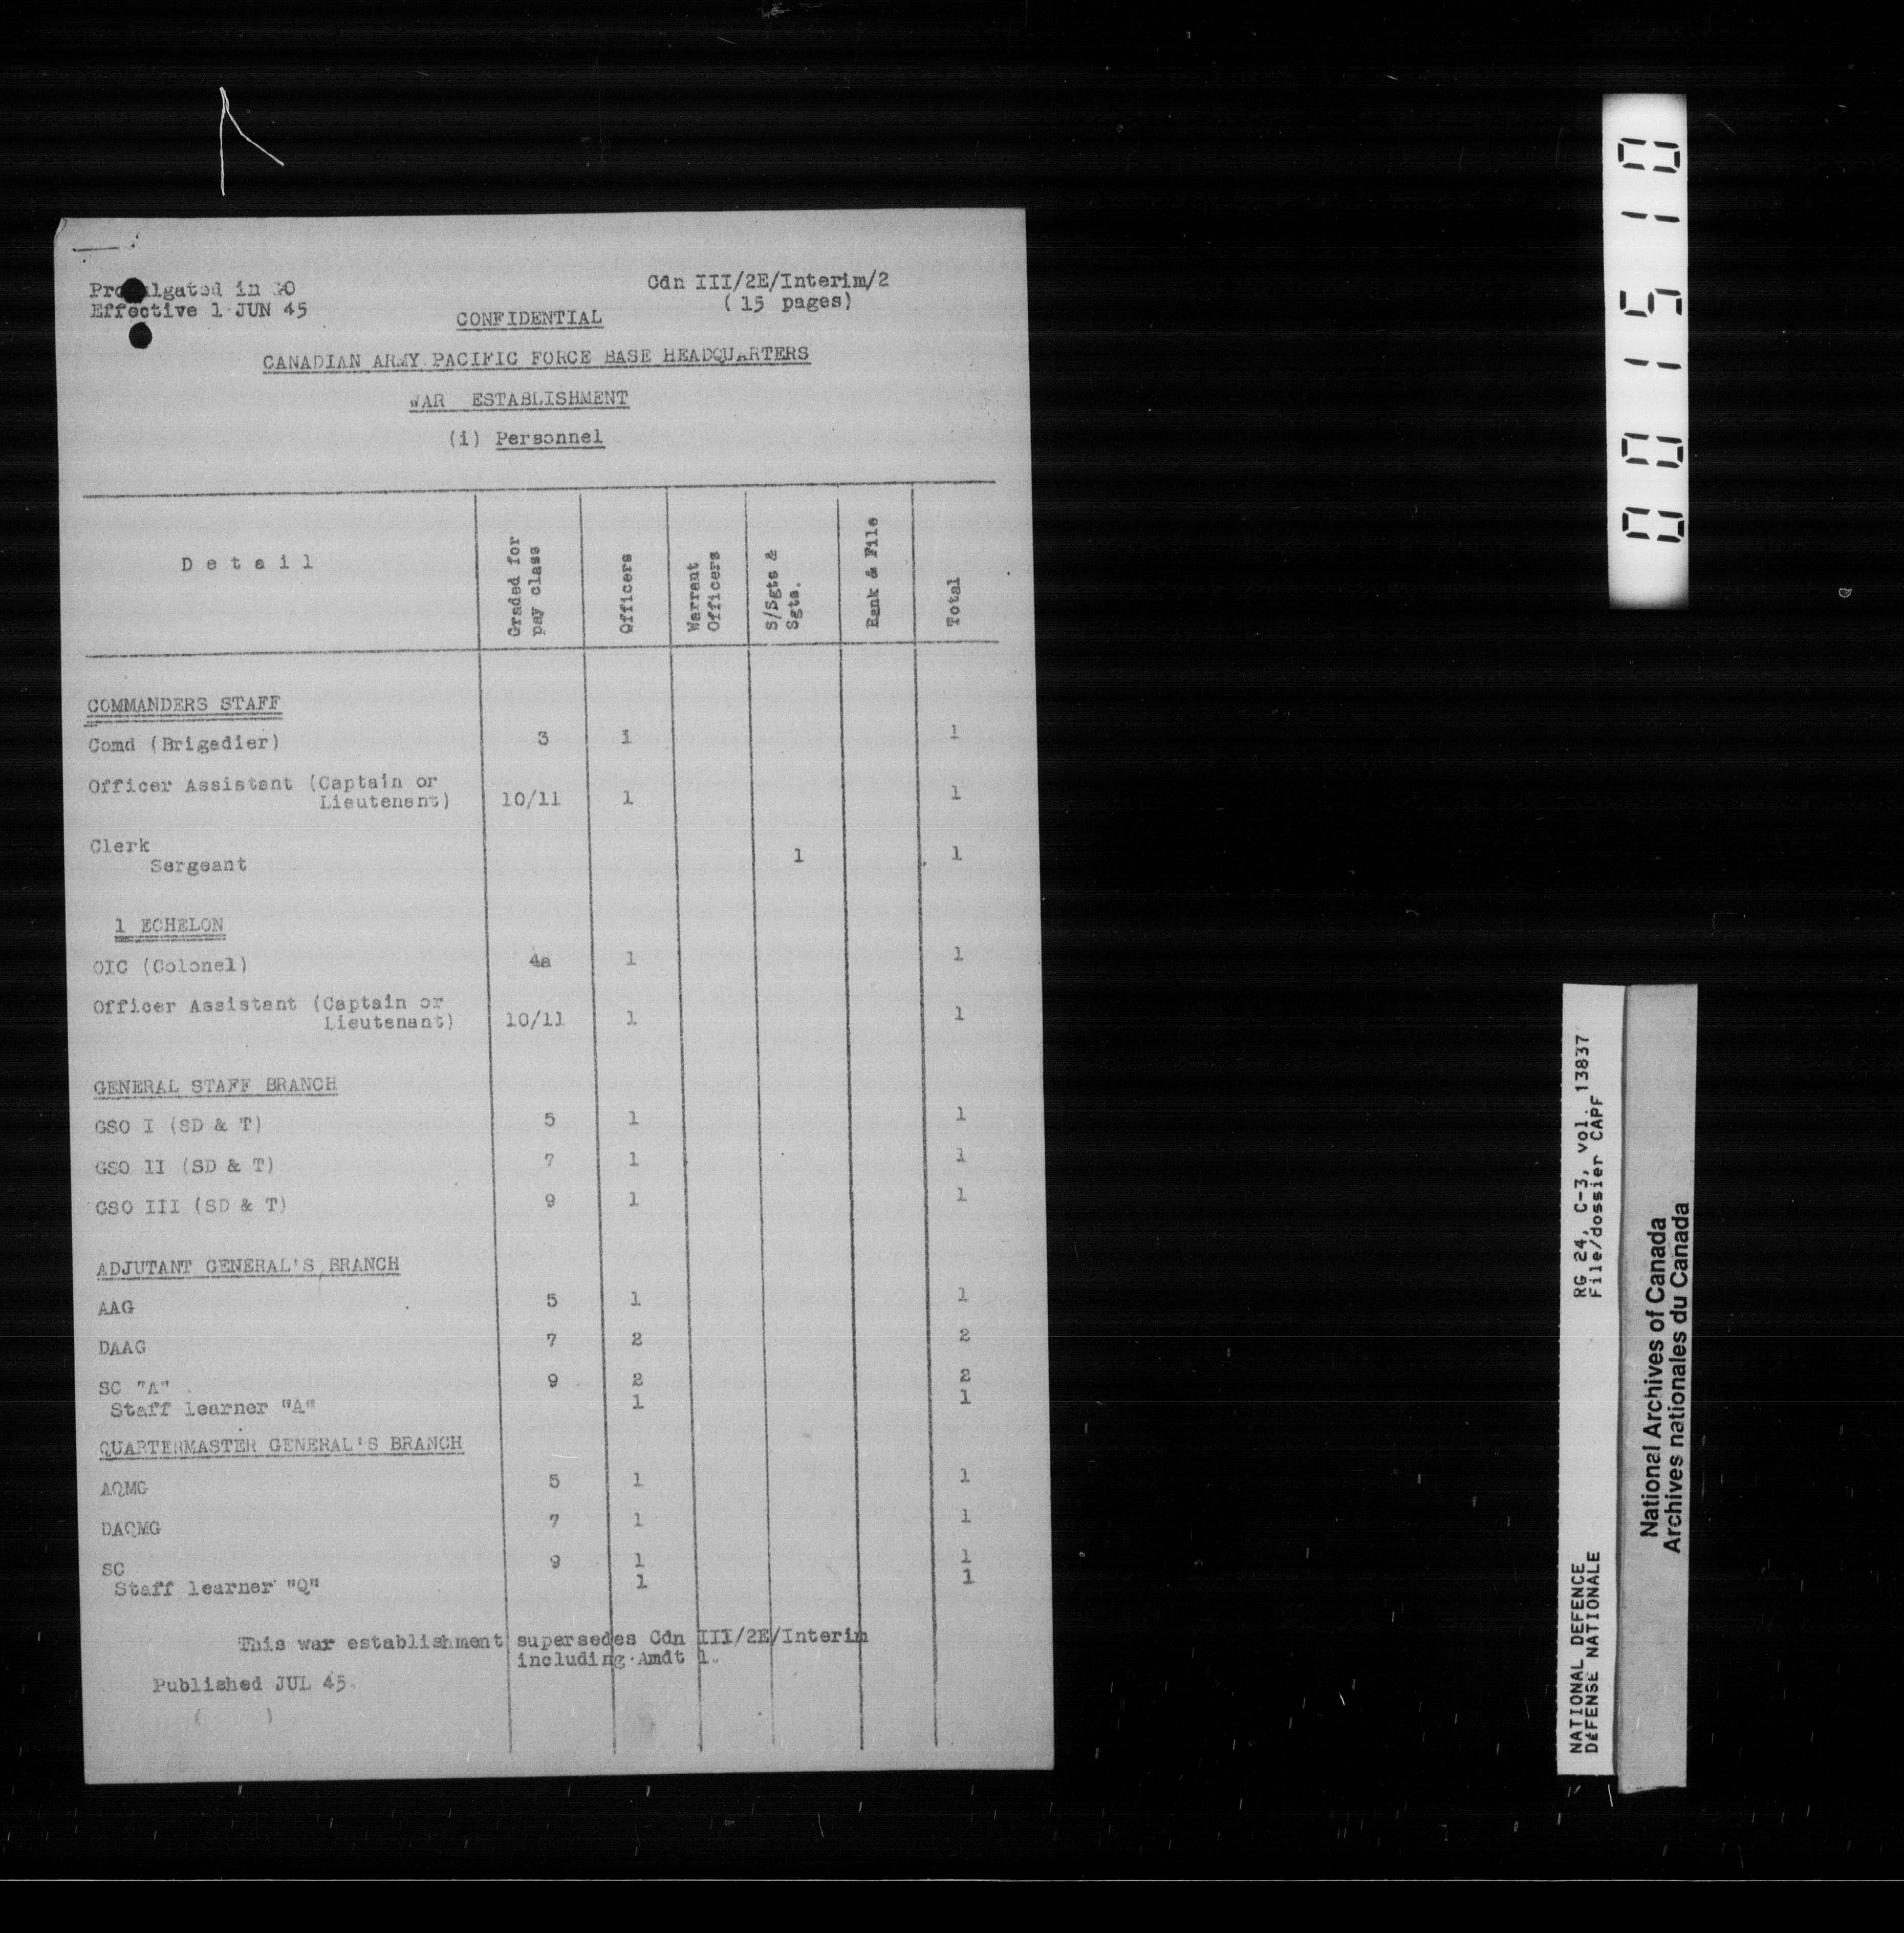 Promulgated in GO
Effective 1 JUN 45
Cdn III/2E/Interim/2
(15 pages)
CONFIDENTIAL
CANADIAN ARMY PACIFIC FORCE BASE HEADQUARTERS
WAR ESTABLISHMENT
(i) Personnel
Detail | Graded for pay class | Officers | Warrant Officers | S/Sgts & Sgts. | Rank & File | Total
COMMANDERS STAFF
Comd (Brigadier) 3 1 1
Officer Assistant (Captain or
Lieutenant) 10/11 1 1
Clerk
Sergeant 1 1
1 ECHELON
OIC (Colonel) 4a 1 1
Officer Assistant (Captain or
Lieutenant) 10/11 1 1
GENERAL STAFF BRANCH
GSO I (SD & T) 5 1 1
GSO II (SD & T) 7 1 1
GSO III (SD & T) 9 1 1
ADJUTANT GENERAL'S BRANCH
AAG 5 1 1
DAAG 7 2 2
SC "A" 9 2 2
Staff learner "A" 1 1
QUARTERMASTER GENERAL'S BRANCH
AQMG 5 1 1
DAQMG 7 1 1
SC 9 1 1
Staff learner "Q" 1 1
This war establishment supersedes Cdn III/2E/Interim
including Amdt 1.
Published JUL 45.
( )
001510
RG 24, C-3, vol. 13837
File/dossier CAPF
NATIONAL DEFENCE
DÉFENSE NATIONALE
National Archives of Canada
Archives nationales du Canada